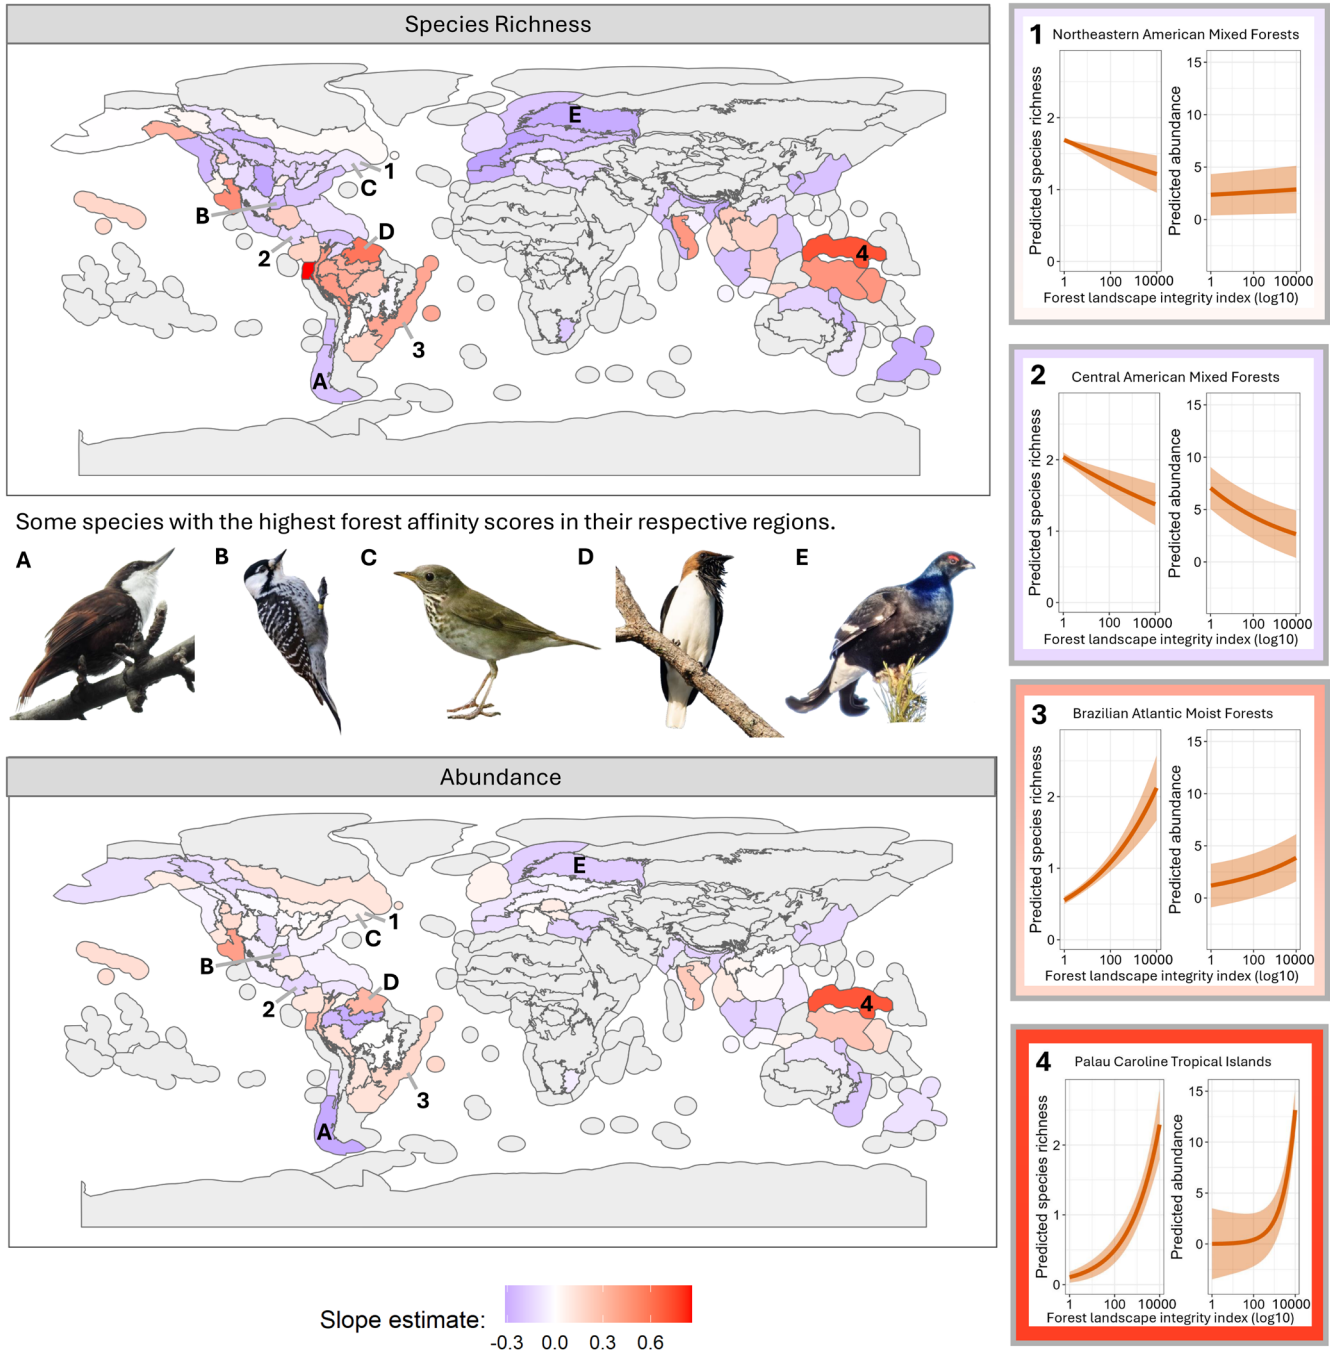 Species Richness
E
1
C
B
D
2
4
3
A
Some species with the highest forest affinity scores in their respective regions.
A
B
C
D
E
Abundance
E
1
C
B
D
2
4
3
A
Slope estimate:
-0.3 0.0 0.3 0.6
1 Northeastern American Mixed Forests
Predicted species richness
2
1
0
1 100 10000
Predicted abundance
15
10
5
0
1 100 10000
Forest landscape integrity index (log10)
2 Central American Mixed Forests
Predicted species richness
2
1
0
1 100 10000
Predicted abundance
15
10
5
0
1 100 10000
Forest landscape integrity index (log10)
3 Brazilian Atlantic Moist Forests
Predicted species richness
2
1
0
1 100 10000
Predicted abundance
15
10
5
0
1 100 10000
Forest landscape integrity index (log10)
4 Palau Caroline Tropical Islands
Predicted species richness
2
1
0
1 100 10000
Predicted abundance
15
10
5
0
1 100 10000
Forest landscape integrity index (log10)